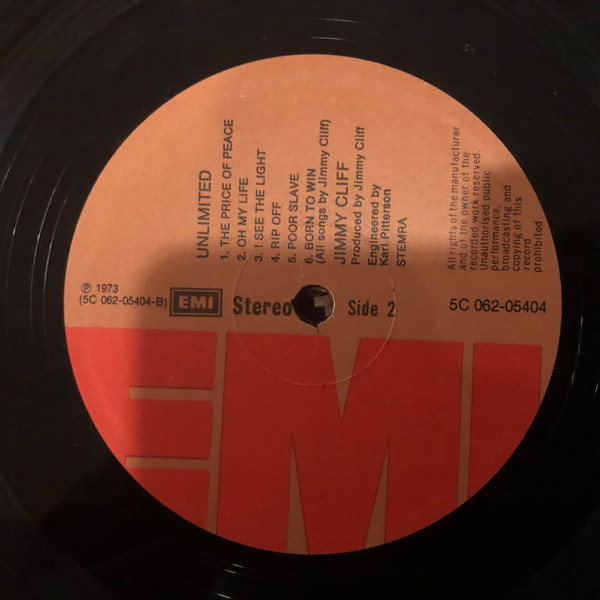 UNLIMITED
1. THE PRICE OF PEACE
2. OH MY LIFE
3. I SEE THE LIGHT
4. RIP OFF
5. POOR SLAVE
6. BORN TO WIN
(All songs by Jimmy Cliff)
JIMMY CLIFF
Produced by Jimmy Cliff
Engineered by
Karl Pitterson
STEMRA
All rights of the manufacturer
and of the owner of the
recorded work reserved.
Unauthorised public
performance,
broadcasting and
copying of this
record
prohibited
℗ 1973
(5C 062-05404-B)
EMI
Stereo
Side 2
5C 062-05404
EMI